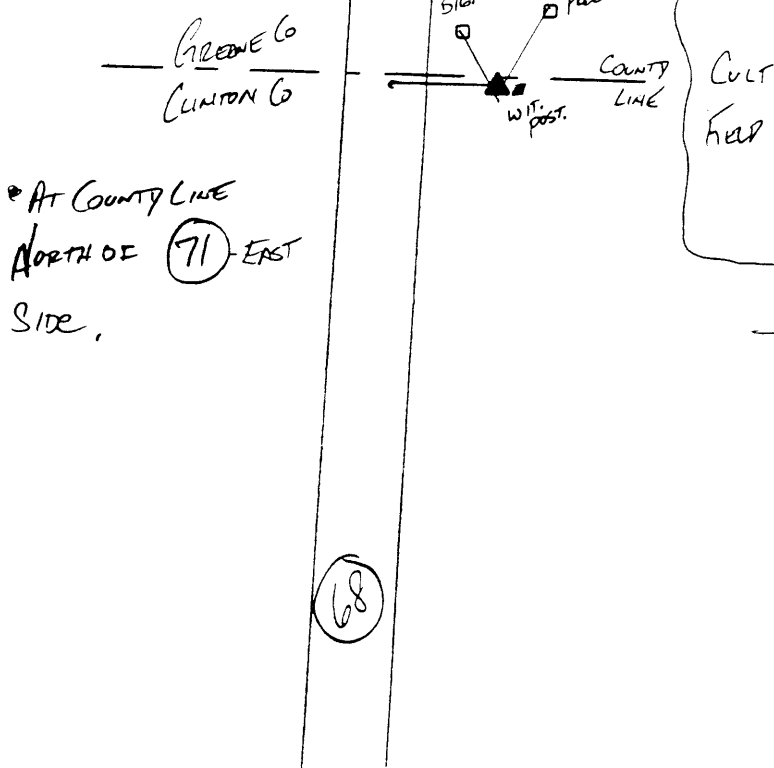 GREENE CO
CLINTON CO
COUNTY
LINE
WIT.
POST.
CULT
FIELD
• AT COUNTY LINE
NORTH OF 71 - EAST
SIDE.
68